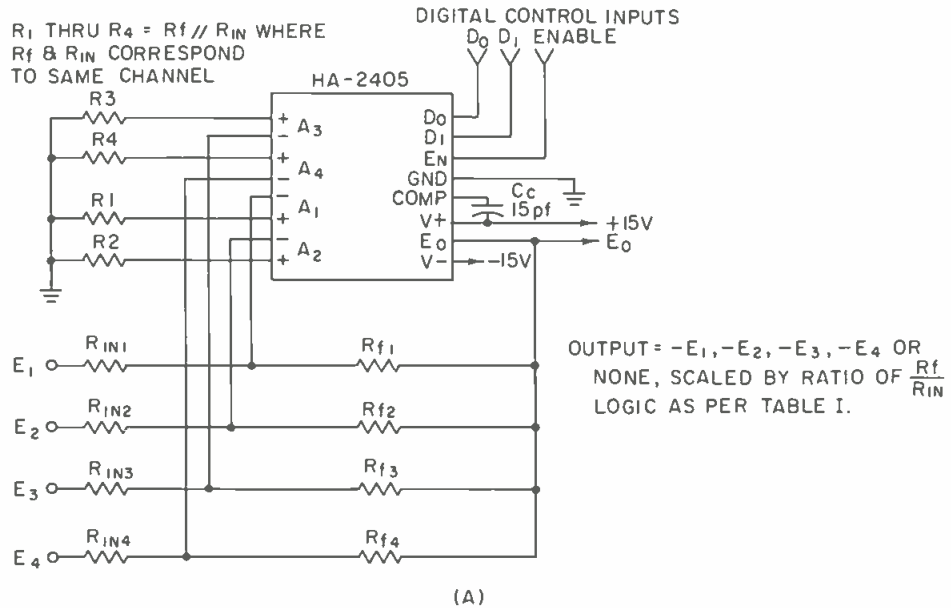 R1 THRU R4 = Rf // RIN WHERE
Rf & RIN CORRESPOND
TO SAME CHANNEL
DIGITAL CONTROL INPUTS
D0 D1 ENABLE
HA-2405
R3
R4
R1
R2
+ A3
-
+
- A4
-
+ A1
-
+ A2
D0
D1
EN
GND
COMP
V+
E0
V-
Cc
15pf
+15V
E0
-15V
E1 RIN1 Rf1
E2 RIN2 Rf2
E3 RIN3 Rf3
E4 RIN4 Rf4
OUTPUT = -E1, -E2, -E3, -E4 OR
NONE, SCALED BY RATIO OF Rf/RIN
LOGIC AS PER TABLE I.
(A)